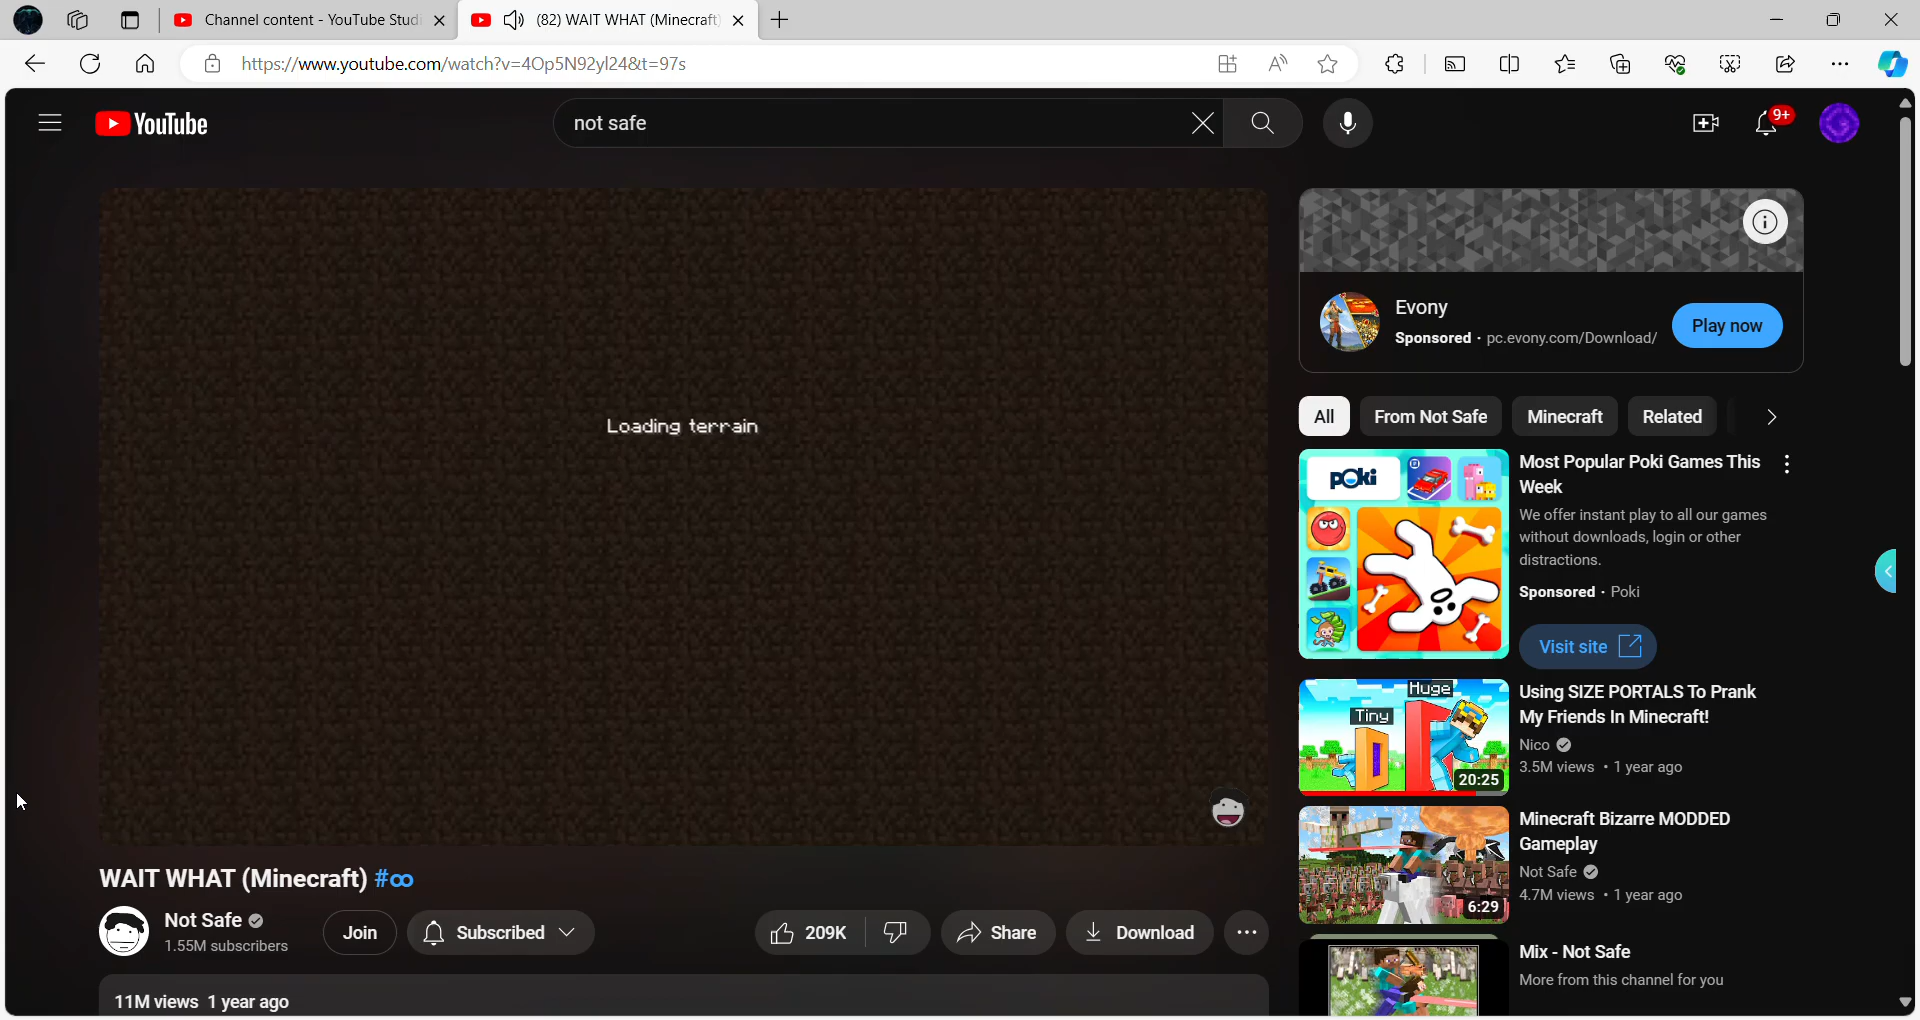 Channel content - YouTube Studi
(82) WAIT WHAT (Minecraft)
https://www.youtube.com/watch?v=4Op5N92yl24&t=97s
YouTube
not safe
9+
Loading terrain
Evony
Sponsored · pc.evony.com/Download/
Play now
All
From Not Safe
Minecraft
Related
poki
Most Popular Poki Games This
Week
We offer instant play to all our games
without downloads, login or other
distractions.
Sponsored · Poki
Visit site
Huge
Tiny
20:25
Using SIZE PORTALS To Prank
My Friends In Minecraft!
Nico
3.5M views • 1 year ago
6:29
Minecraft Bizarre MODDED
Gameplay
Not Safe
4.7M views • 1 year ago
Mix - Not Safe
More from this channel for you
WAIT WHAT (Minecraft) #∞
Not Safe
1.55M subscribers
Join
Subscribed
209K
Share
Download
11M views 1 year ago